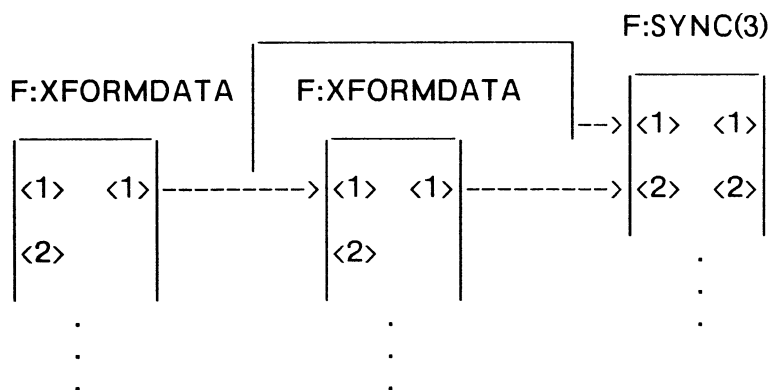 F:SYNC(3)
F:XFORMDATA F:XFORMDATA
--> <1> <1>
<1> <1> ----------> <1> <1> -----------> <2> <2>
<2> <2>